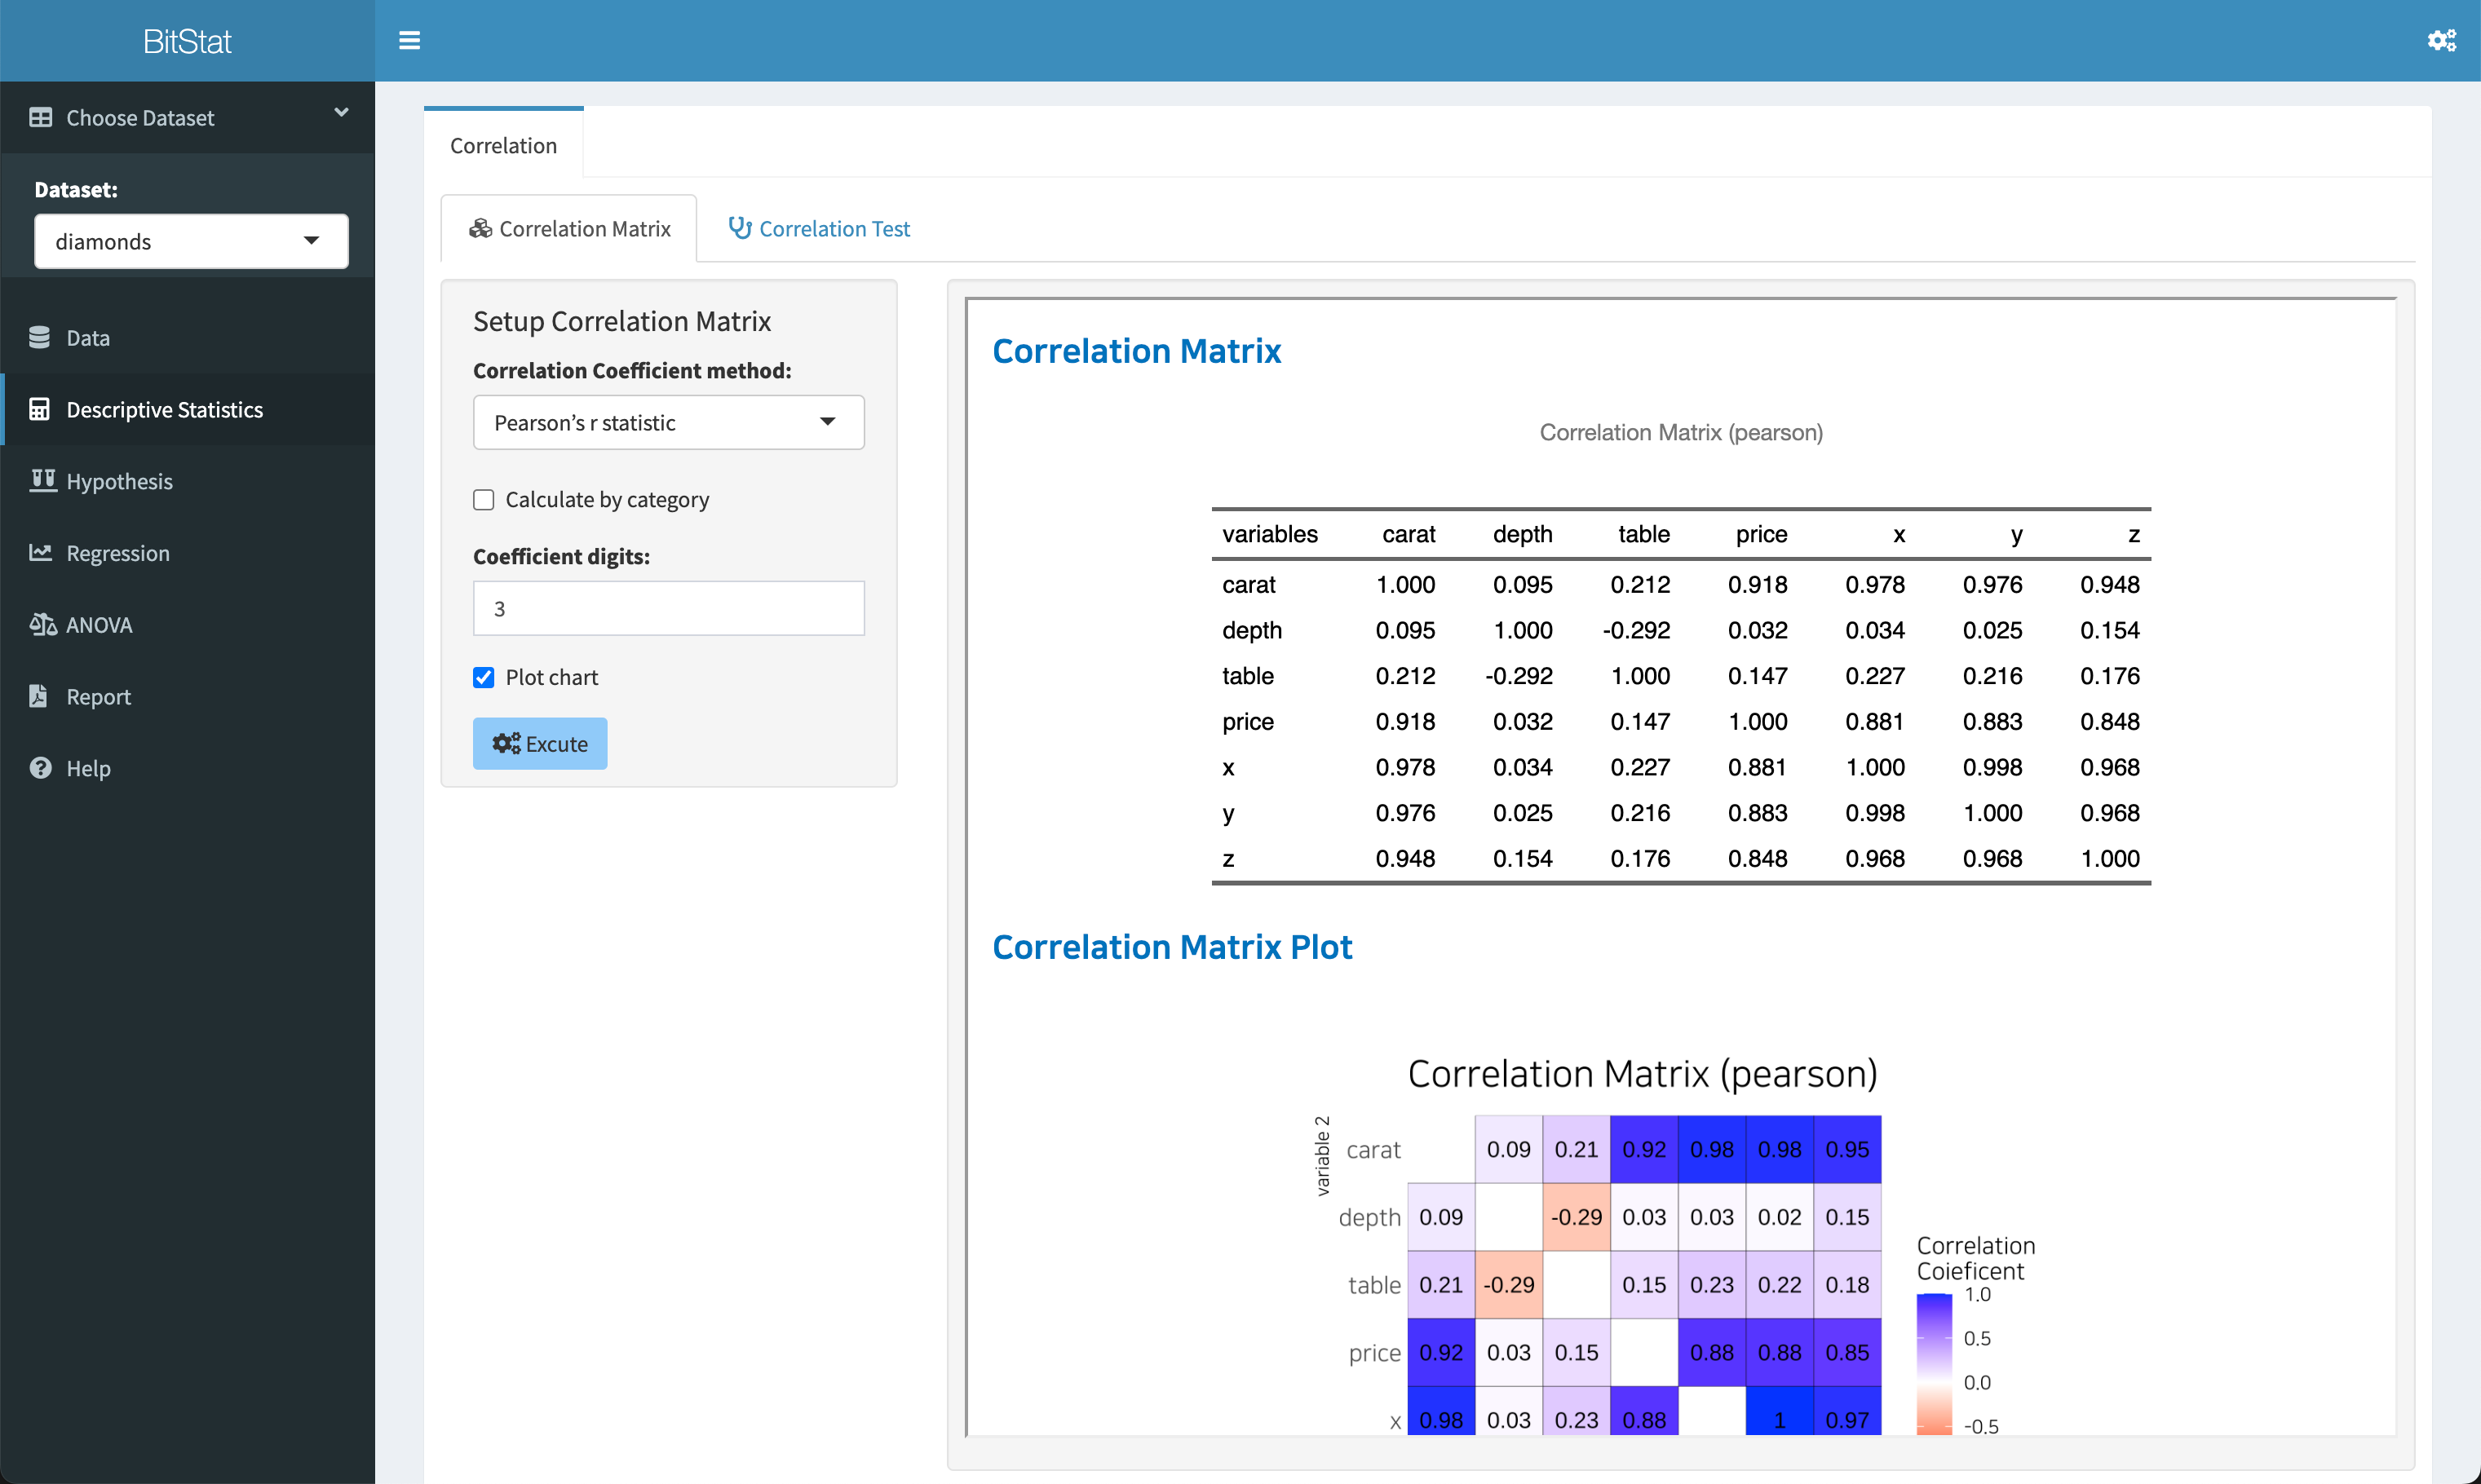 BitStat
Choose Dataset
Dataset:
diamonds
Data
Descriptive Statistics
Hypothesis
Regression
ANOVA
Report
Help
Correlation
Correlation Matrix
Correlation Test
Setup Correlation Matrix
Correlation Coefficient method:
Pearson’s r statistic
Calculate by category
Coefficient digits:
3
Plot chart
Excute
Correlation Matrix
Correlation Matrix (pearson)
variables carat depth table price x y z
carat 1.000 0.095 0.212 0.918 0.978 0.976 0.948
depth 0.095 1.000 -0.292 0.032 0.034 0.025 0.154
table 0.212 -0.292 1.000 0.147 0.227 0.216 0.176
price 0.918 0.032 0.147 1.000 0.881 0.883 0.848
x 0.978 0.034 0.227 0.881 1.000 0.998 0.968
y 0.976 0.025 0.216 0.883 0.998 1.000 0.968
z 0.948 0.154 0.176 0.848 0.968 0.968 1.000
Correlation Matrix Plot
Correlation Matrix (pearson)
variable 2
carat 0.09 0.21 0.92 0.98 0.98 0.95
depth 0.09 -0.29 0.03 0.03 0.02 0.15
table 0.21 -0.29 0.15 0.23 0.22 0.18
price 0.92 0.03 0.15 0.88 0.88 0.85
x 0.98 0.03 0.23 0.88 1 0.97
Correlation
Coieficent
1.0
0.5
0.0
-0.5